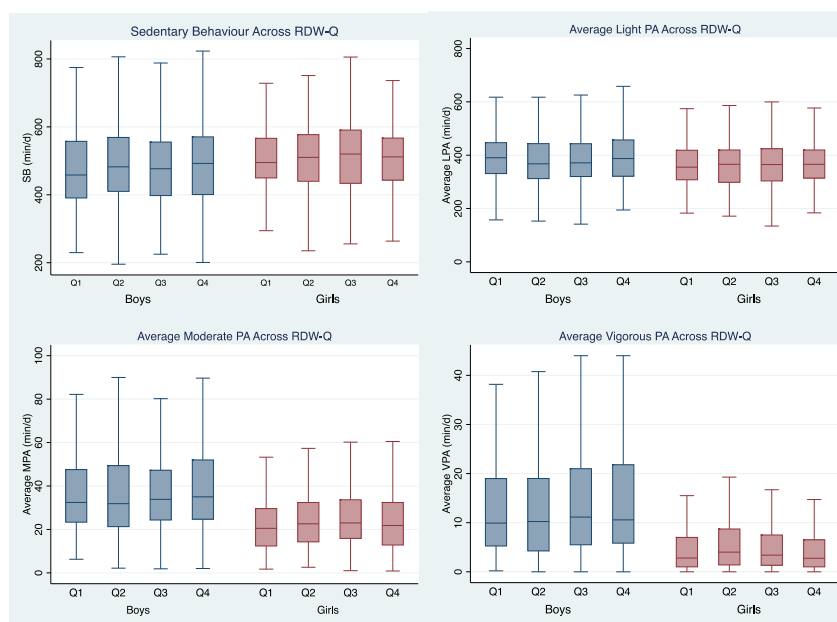 Sedentary Behaviour Across RDW-Q
SB (min/d)
800
600
400
200
Q1 Q2 Q3 Q4 Q1 Q2 Q3 Q4
Boys Girls
Average Light PA Across RDW-Q
Average LPA (min/d)
800
600
400
200
0
Q1 Q2 Q3 Q4 Q1 Q2 Q3 Q4
Boys Girls
Average Moderate PA Across RDW-Q
Average MPA (min/d)
100
80
60
40
20
0
Q1 Q2 Q3 Q4 Q1 Q2 Q3 Q4
Boys Girls
Average Vigorous PA Across RDW-Q
Average VPA (min/d)
40
30
20
10
0
Q1 Q2 Q3 Q4 Q1 Q2 Q3 Q4
Boys Girls